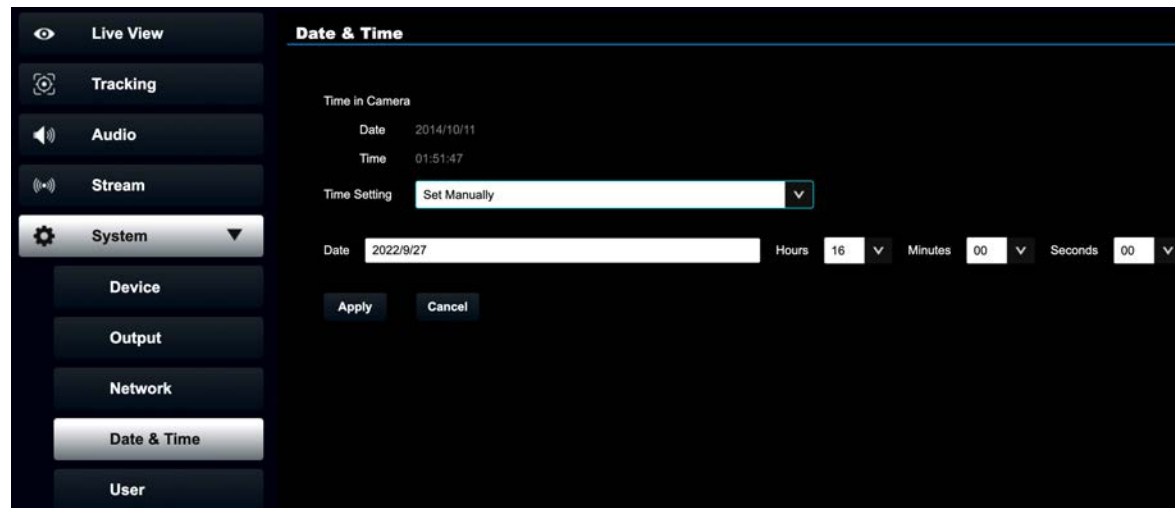 Live View
Tracking
Audio
Stream
System
Device
Output
Network
Date & Time
User
Date & Time
Time in Camera
Date 2014/10/11
Time 01:51:47
Time Setting Set Manually
Date 2022/9/27 Hours 16 Minutes 00 Seconds 00
Apply Cancel